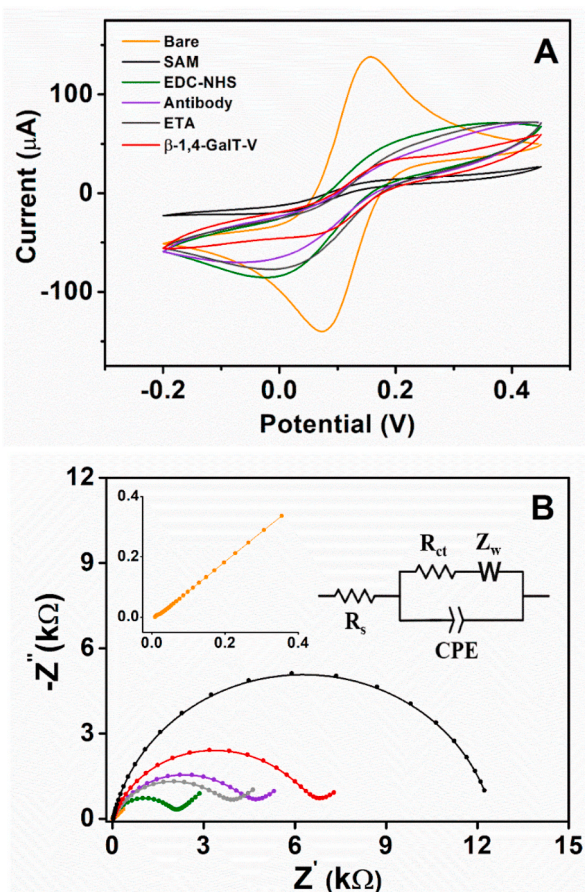 A
Bare
SAM
EDC-NHS
Antibody
ETA
β-1,4-GalT-V
100
0
-100
Current (μA)
-0.2
0.0
0.2
0.4
Potential (V)
B
12
9
6
3
0
-Z" (kΩ)
0.4
0.2
0.0
0.0
0.2
0.4
Rct
Zw
Rs
CPE
0
3
6
9
12
15
Z' (kΩ)